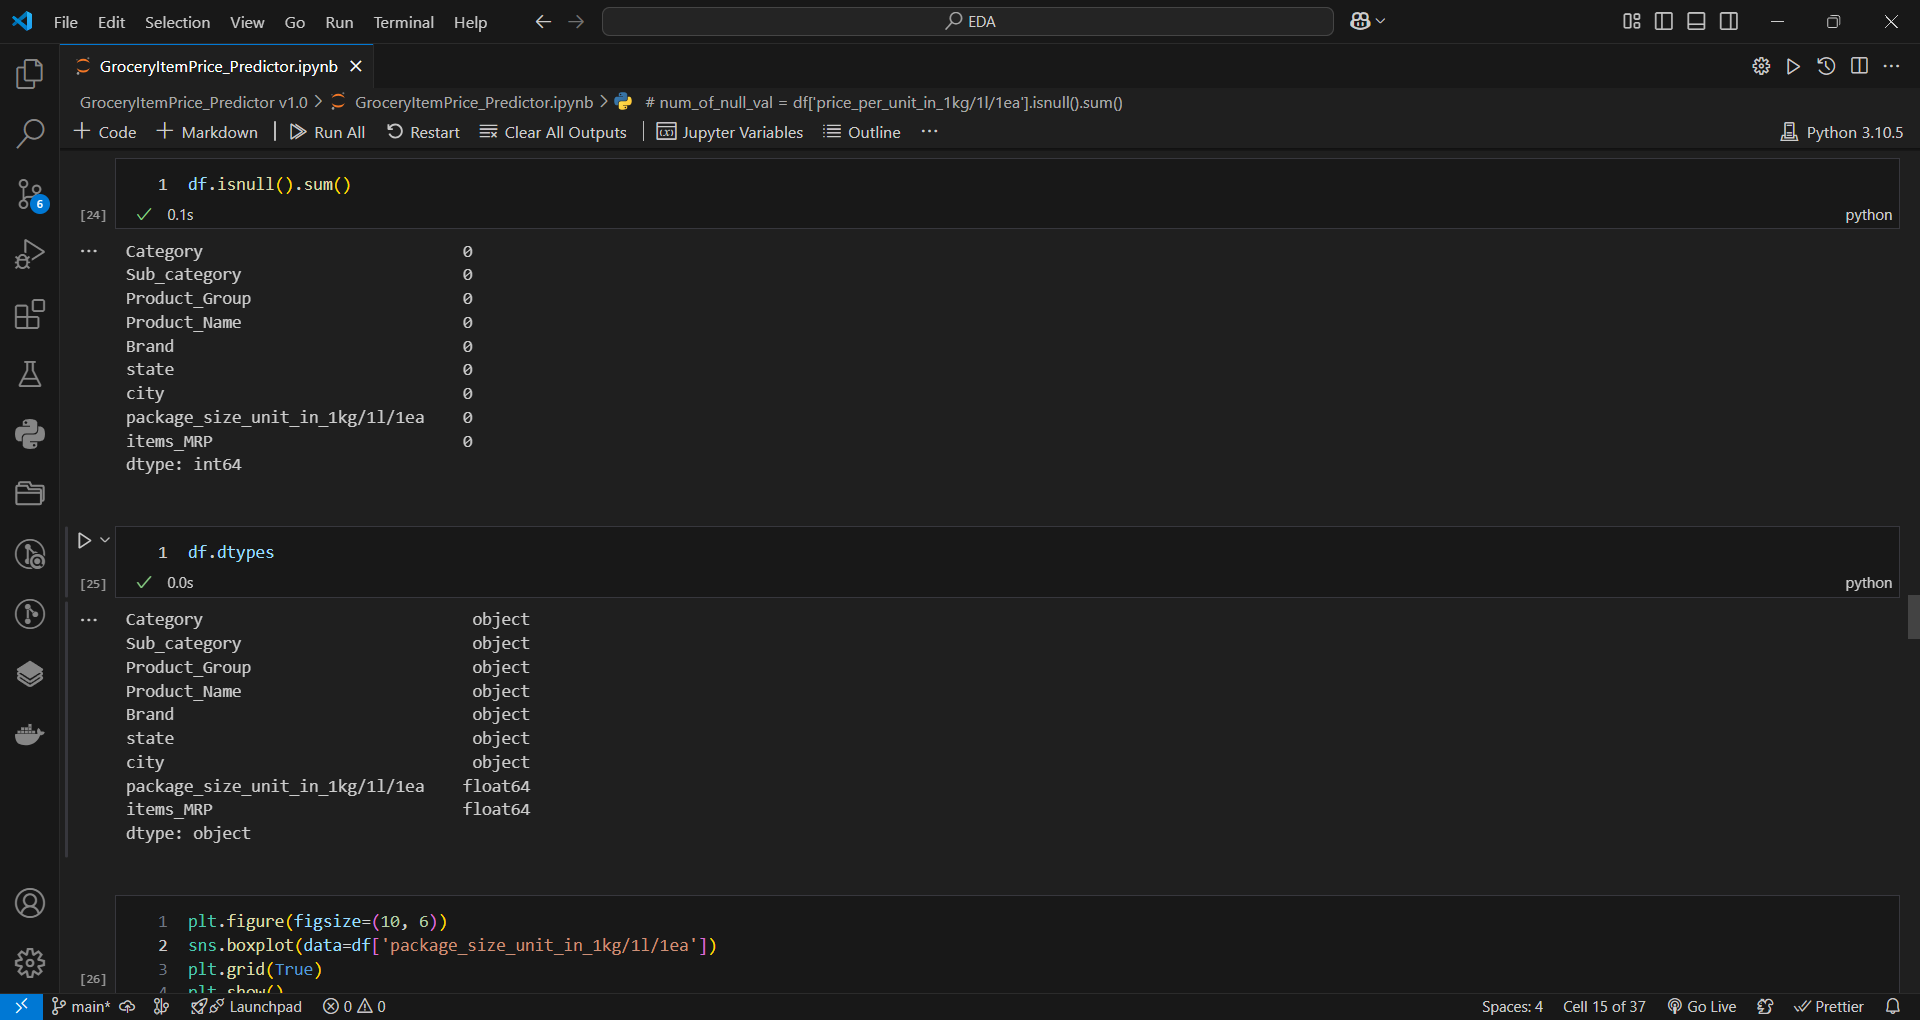 File Edit Selection View Go Run Terminal Help EDA
GroceryItemPrice_Predictor.ipynb
GroceryItemPrice_Predictor v1.0 > GroceryItemPrice_Predictor.ipynb > # num_of_null_val = df['price_per_unit_in_1kg/1l/1ea'].isnull().sum()
+ Code + Markdown Run All Restart Clear All Outputs Jupyter Variables Outline ... Python 3.10.5
1 df.isnull().sum()
[24] 0.1s python
... Category 0
Sub_category 0
Product_Group 0
Product_Name 0
Brand 0
state 0
city 0
package_size_unit_in_1kg/1l/1ea 0
items_MRP 0
dtype: int64
1 df.dtypes
[25] 0.0s python
... Category object
Sub_category object
Product_Group object
Product_Name object
Brand object
state object
city object
package_size_unit_in_1kg/1l/1ea float64
items_MRP float64
dtype: object
1 plt.figure(figsize=(10, 6))
2 sns.boxplot(data=df['package_size_unit_in_1kg/1l/1ea'])
3 plt.grid(True)
4 plt.show()
[26]
6
main* Launchpad 0 0 Spaces: 4 Cell 15 of 37 Go Live Prettier